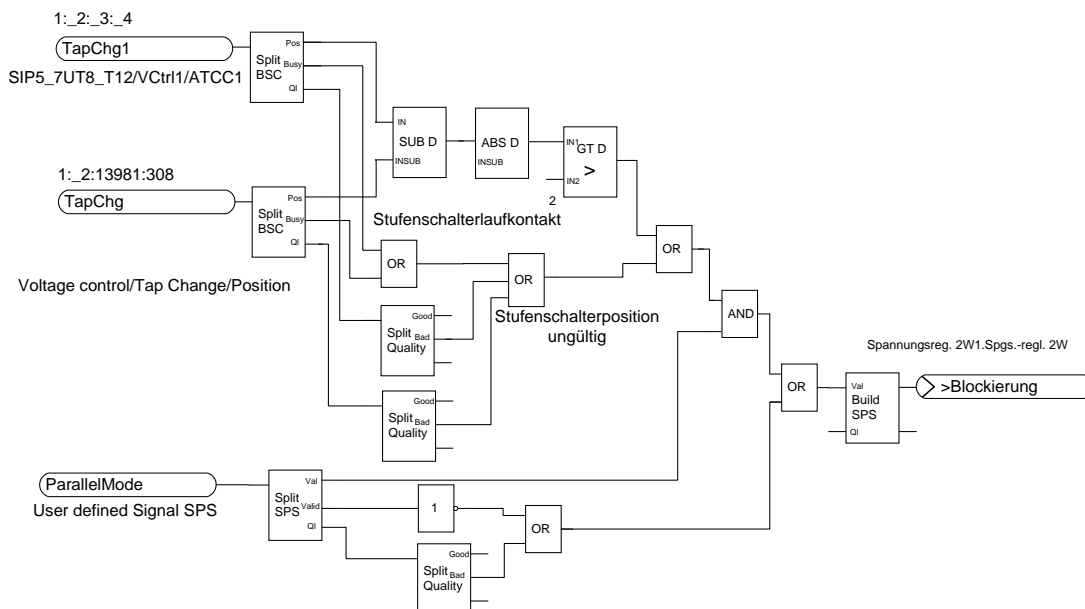 1:_2:_3:_4
TapChg1
SIP5_7UT8_T12/VCtrl1/ATCC1
Split
BSC
Pos
Busy
QI
IN
SUB D
INSUB
ABS D
INSUB
IN1
GT D
>
IN2
2
1:_2:13981:308
TapChg
Split
BSC
Pos
Busy
QI
Stufenschalterlaufkontakt
OR
OR
OR
Voltage control/Tap Change/Position
Stufenschalterposition
ungültig
Good
Split
Bad
Quality
AND
Good
Split
Bad
Quality
OR
Spannungsreg. 2W1.Spgs.-regl. 2W
Val
Build
SPS
QI
>Blockierung
ParallelMode
User defined Signal SPS
Split
SPS
Val
Valid
QI
1
OR
Good
Split
Bad
Quality